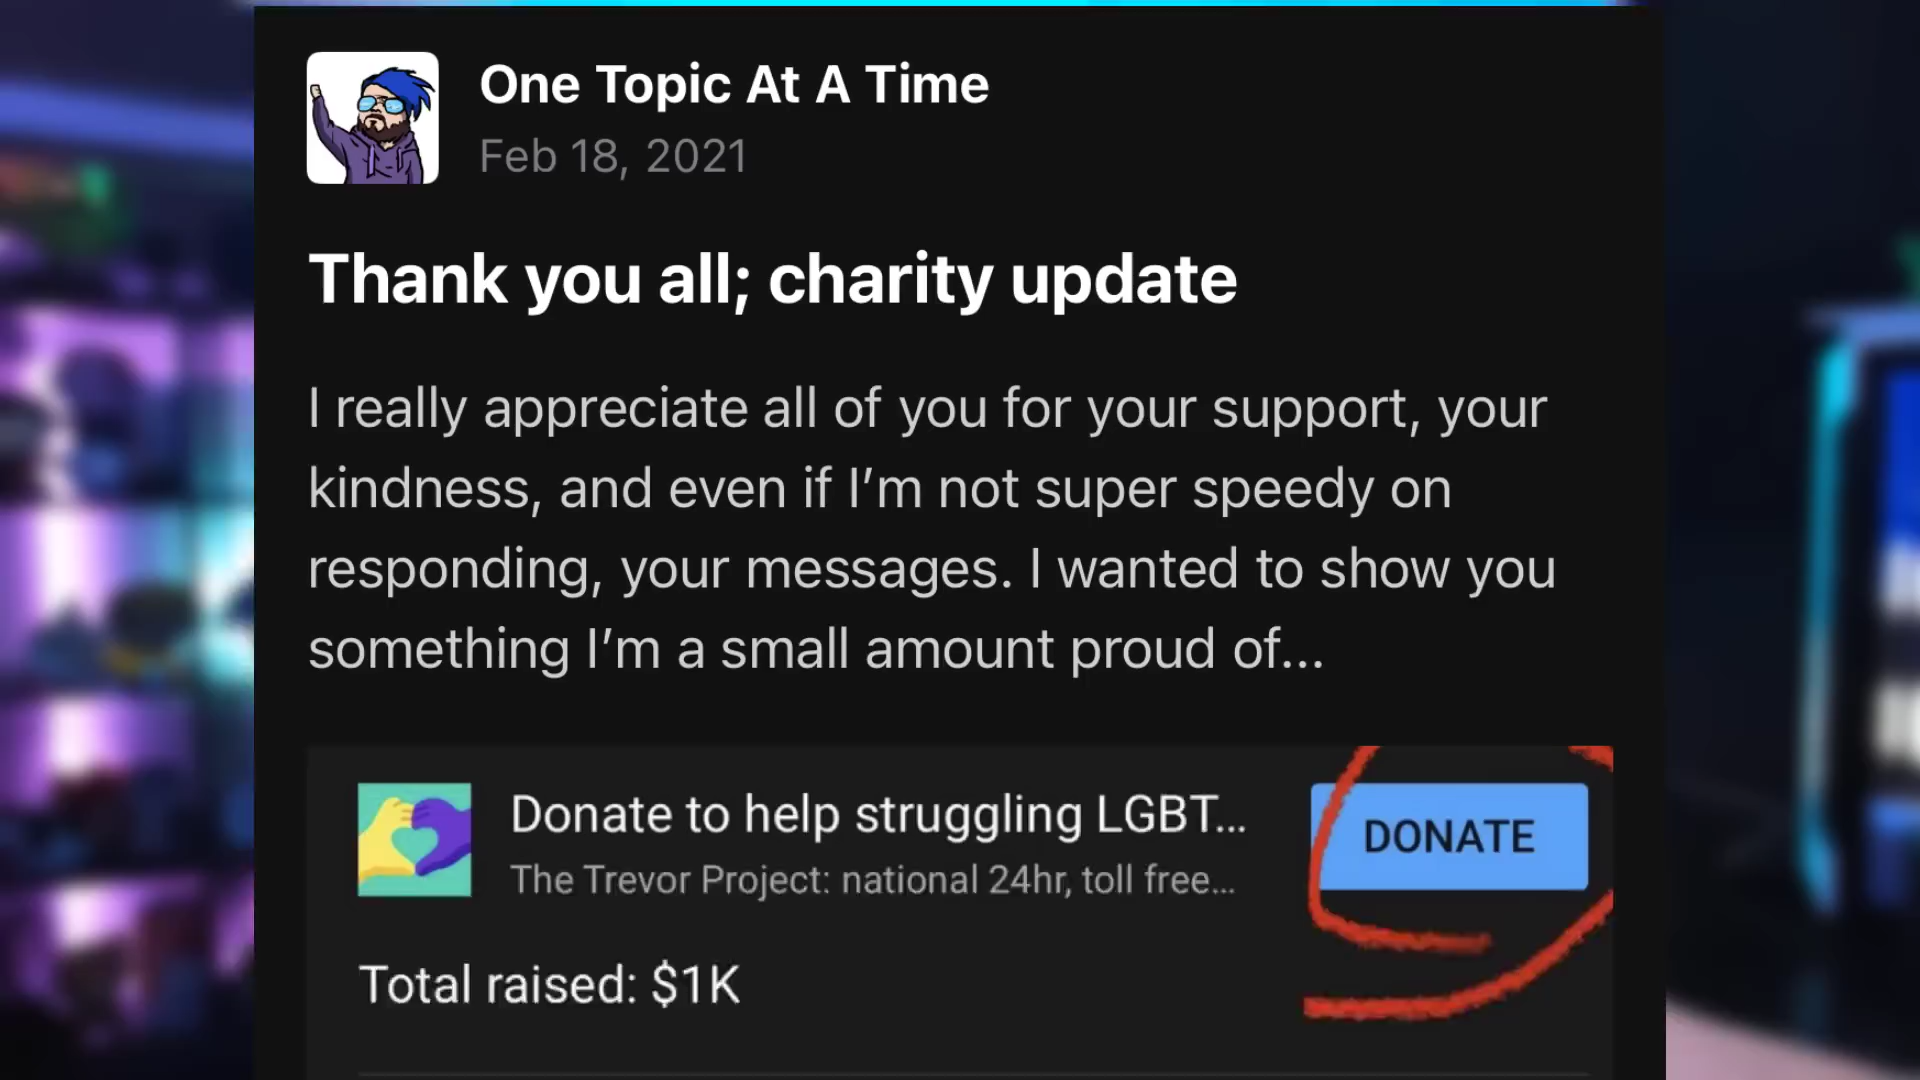 One Topic At A Time
Feb 18, 2021
Thank you all; charity update
I really appreciate all of you for your support, your
kindness, and even if I’m not super speedy on
responding, your messages. I wanted to show you
something I’m a small amount proud of...
Donate to help struggling LGBT...
The Trevor Project: national 24hr, toll free...
DONATE
Total raised: $1K